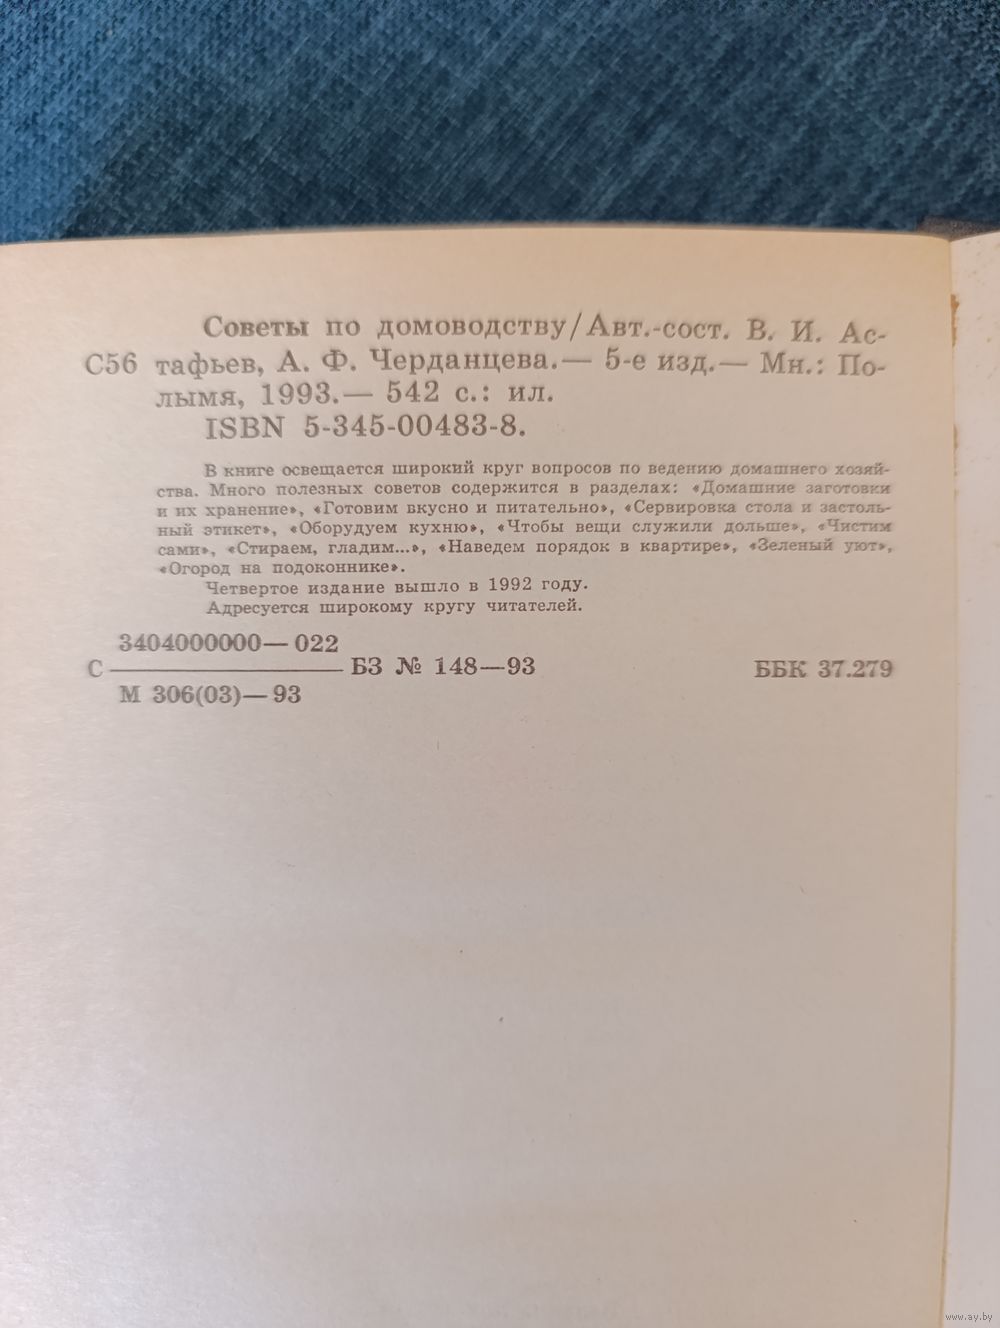 Советы по домоводству/Авт.-сост. В. И. Ас-
С56 тафьев, А. Ф. Черданцева.— 5-е изд.— Мн.: По-
лымя, 1993.— 542 с.: ил.
ISBN 5-345-00483-8.
В книге освещается широкий круг вопросов по ведению домашнего хозяй-
ства. Много полезных советов содержится в разделах: «Домашние заготовки
и их хранение», «Готовим вкусно и питательно», «Сервировка стола и застоль-
ный этикет», «Оборудуем кухню», «Чтобы вещи служили дольше», «Чистим
сами», «Стираем, гладим...», «Наведем порядок в квартире», «Зеленый уют»,
«Огород на подоконнике».
Четвертое издание вышло в 1992 году.
Адресуется широкому кругу читателей.
3404000000—022
С БЗ № 148—93 ББК 37.279
М 306(03)—93
www.ay.by